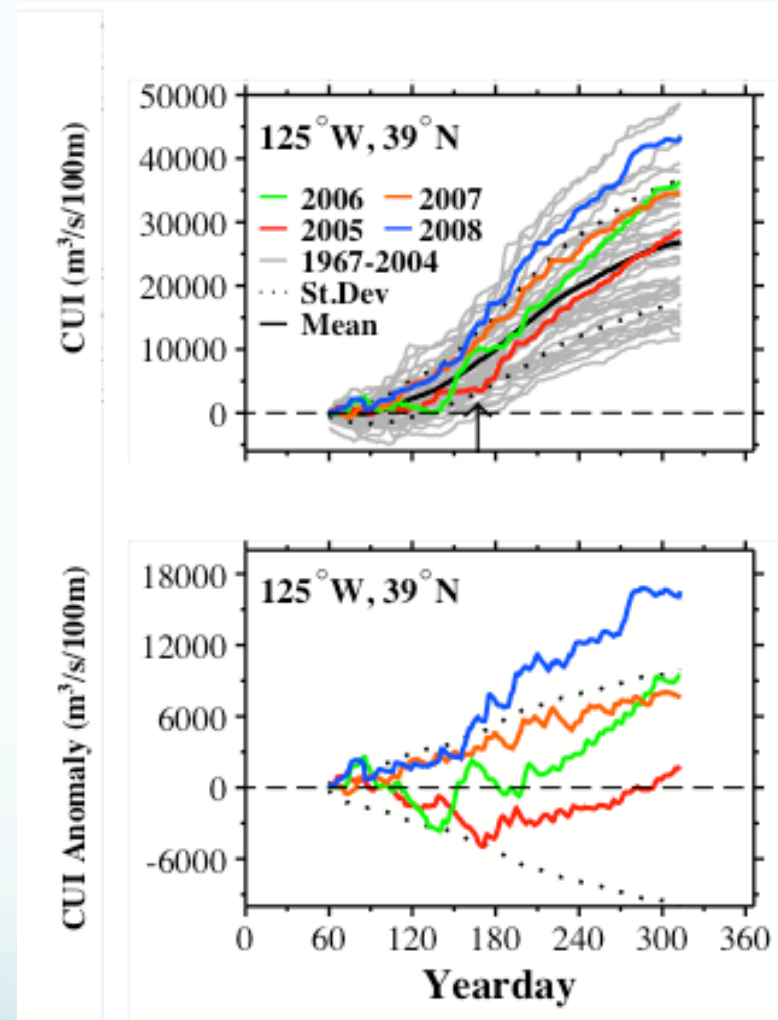 CUI (m³/s/100m)
50000
40000
30000
20000
10000
0
125°W, 39°N
2006 2007
2005 2008
1967-2004
St.Dev
Mean
CUI Anomaly (m³/s/100m)
18000
12000
6000
0
-6000
125°W, 39°N
0 60 120 180 240 300 360
Yearday